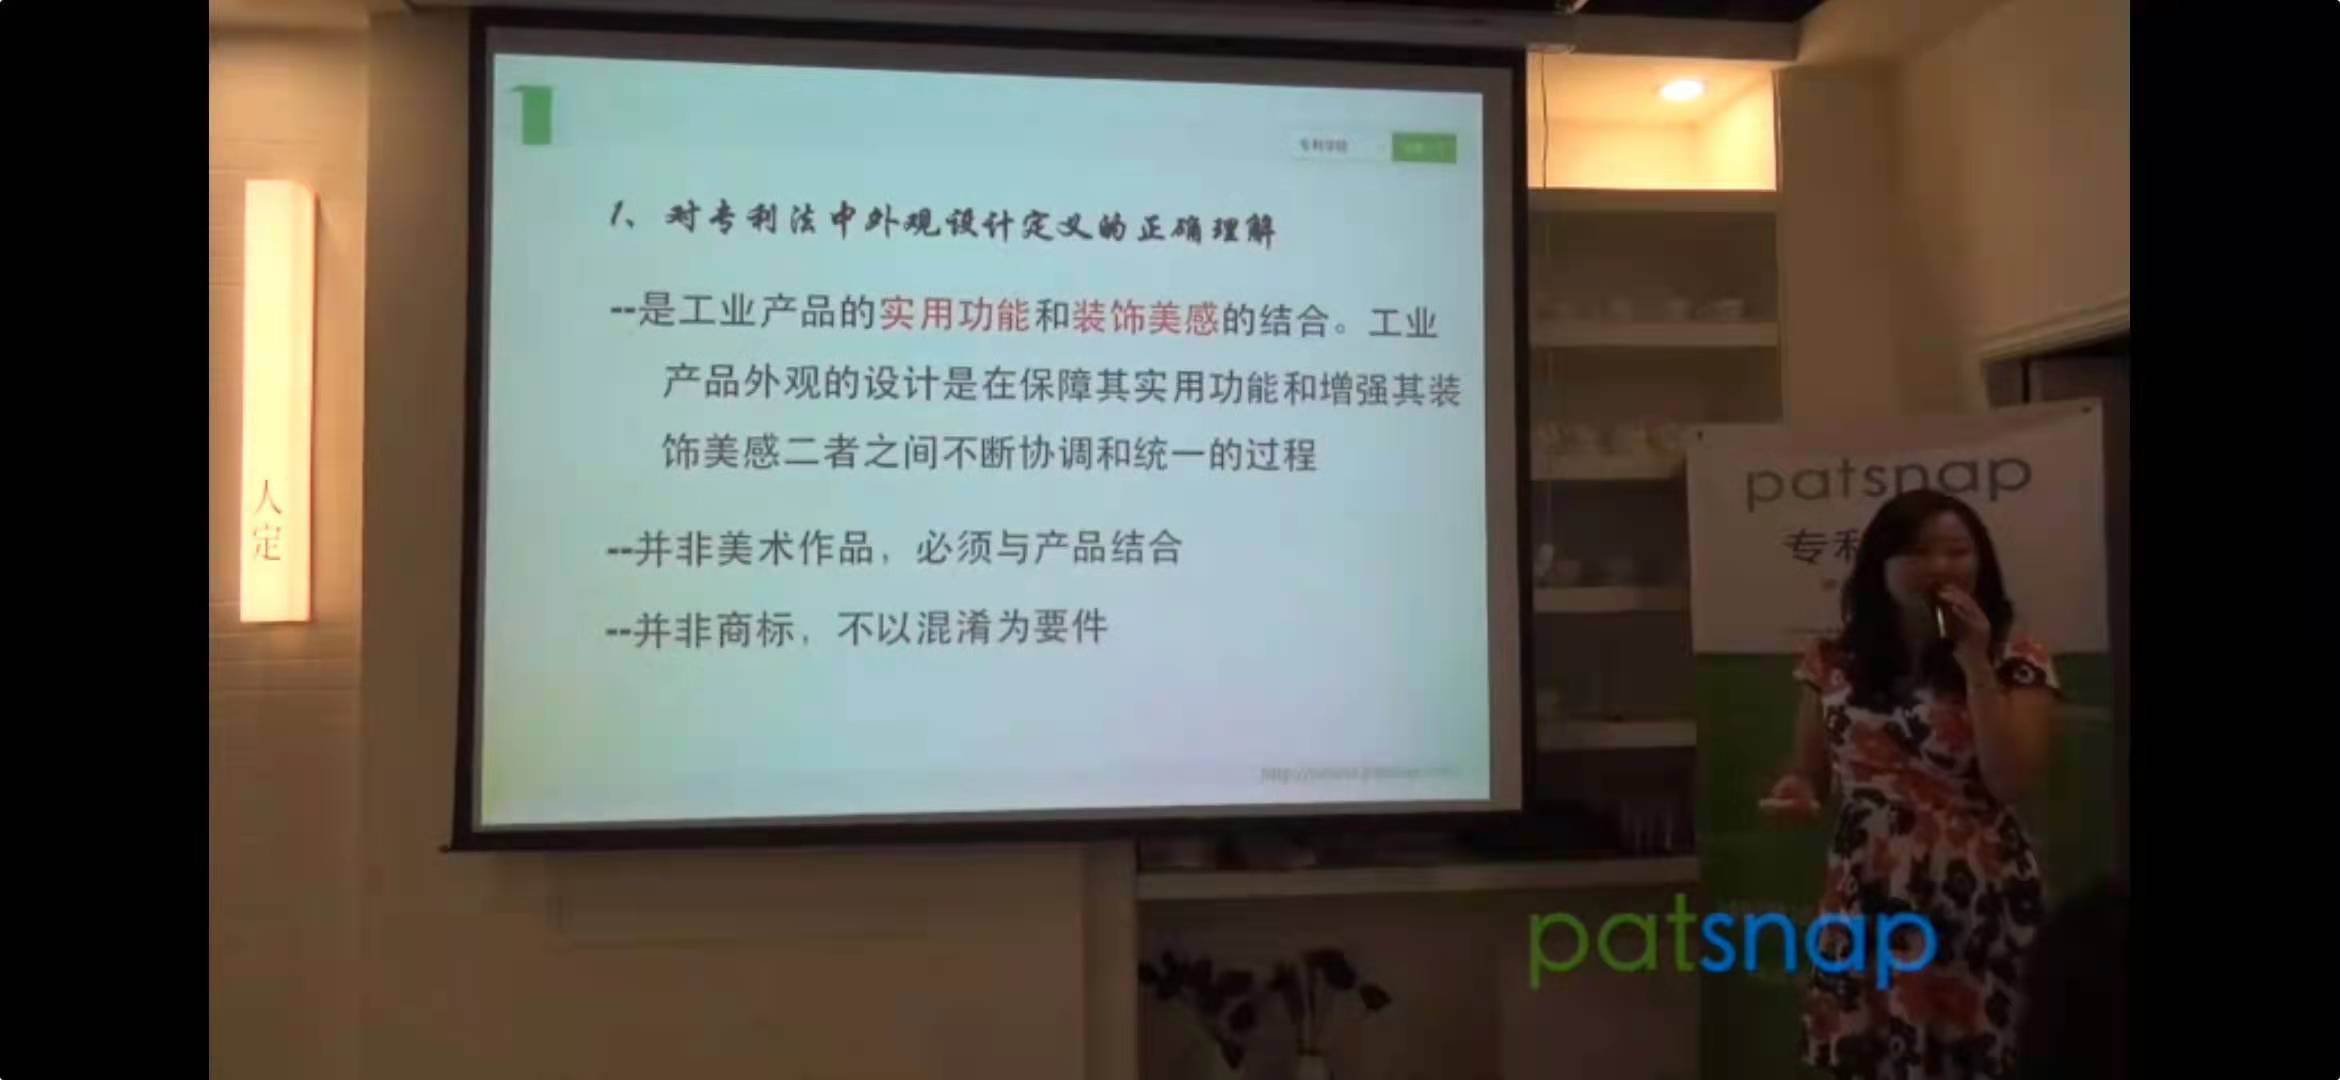 专利学院
1、对专利法中外观设计定义的正确理解
--是工业产品的实用功能和装饰美感的结合。工业
产品外观的设计是在保障其实用功能和增强其装
饰美感二者之间不断协调和统一的过程
--并非美术作品，必须与产品结合
--并非商标，不以混淆为要件
人定
patsnap
专利
patsnap